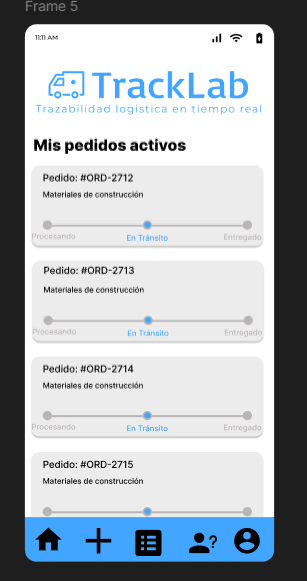 Frame 5
11:11 AM
TrackLab
Trazabilidad logistica en tiempo real
Mis pedidos activos
Pedido: #ORD-2712
Materiales de construcción
Procesando En Tránsito Entregado
Pedido: #ORD-2713
Materiales de construcción
Procesando En Tránsito Entregado
Pedido: #ORD-2714
Materiales de construcción
Procesando En Tránsito Entregado
Pedido: #ORD-2715
Materiales de construcción
?